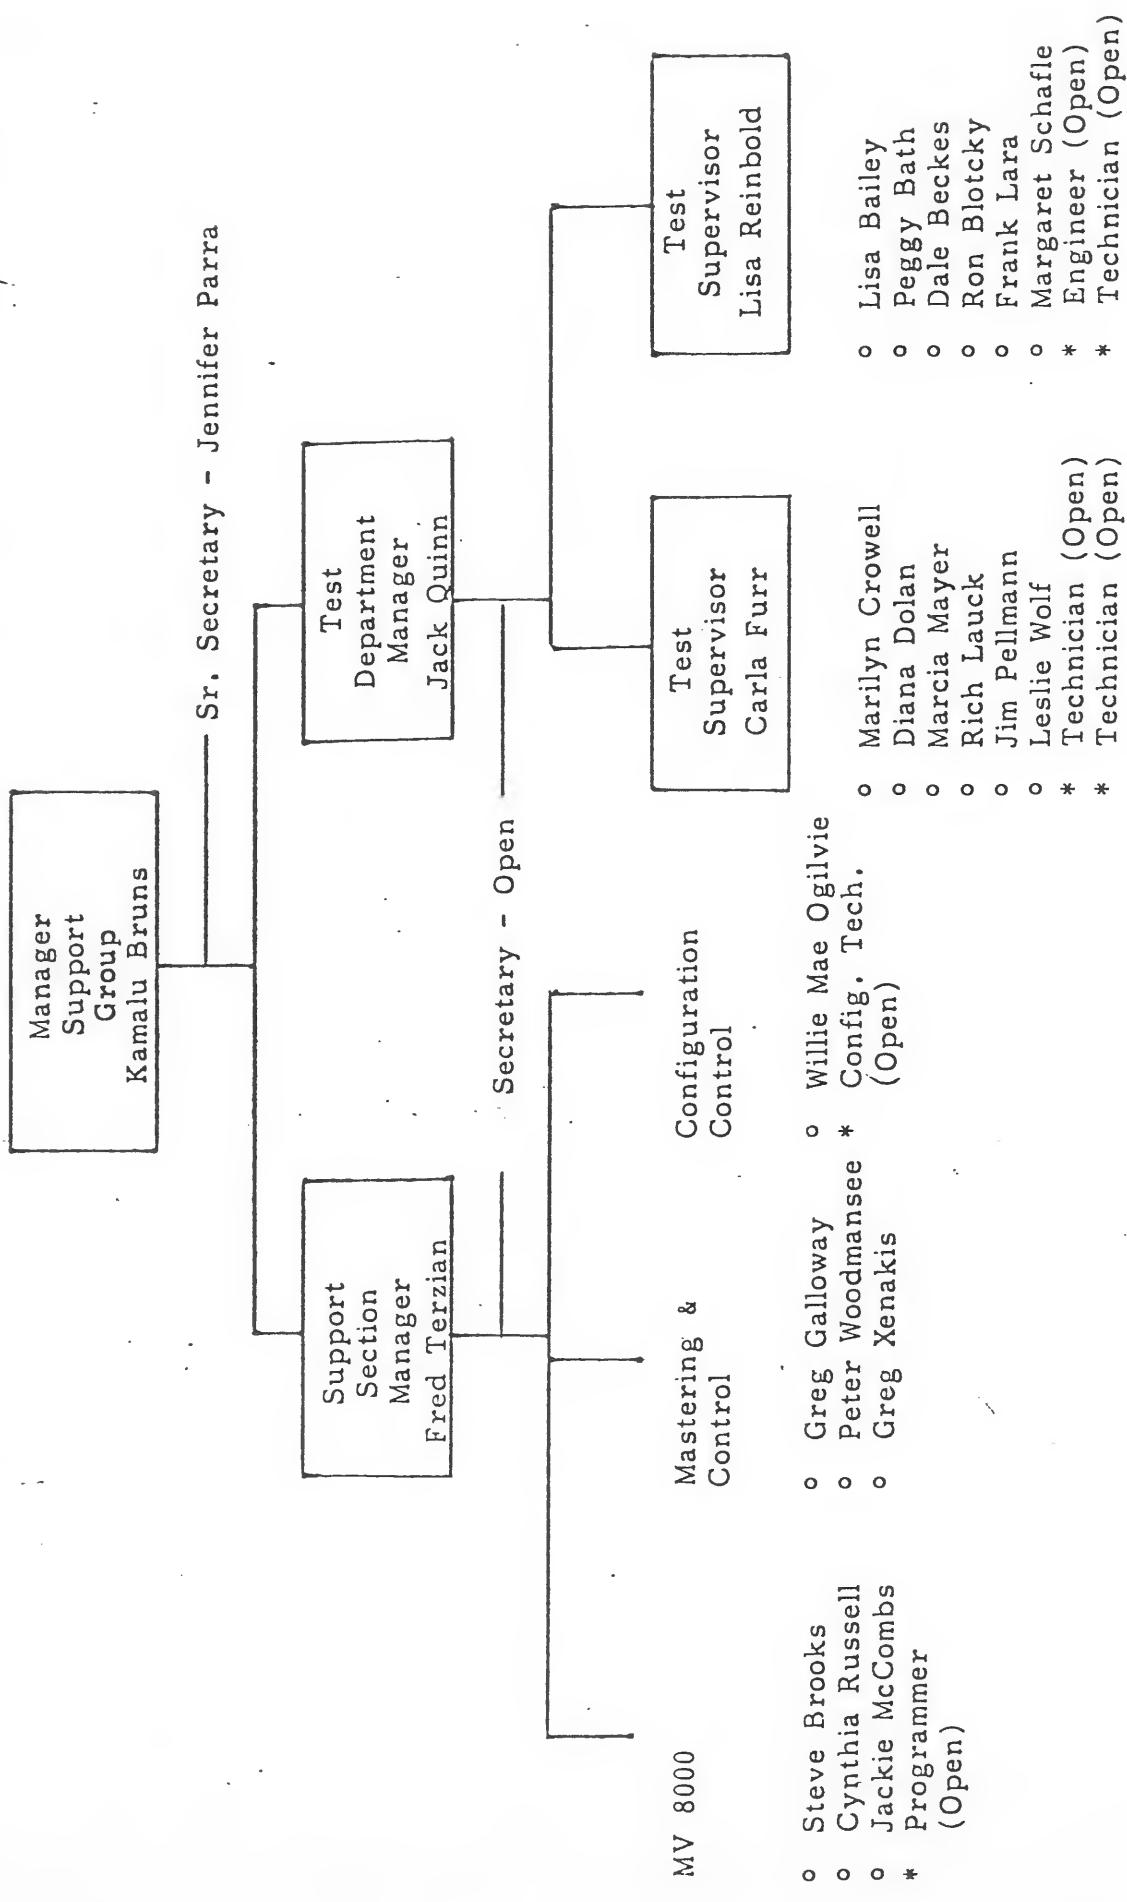 Manager
Support
Group
Kamalu Bruns
Sr. Secretary - Jennifer Parra
Support
Section
Manager
Fred Terzian
Test
Department
Manager
Jack Quinn
Secretary - Open
MV 8000
o Steve Brooks
o Cynthia Russell
o Jackie McCombs
* Programmer
(Open)
Mastering &
Control
o Greg Galloway
o Peter Woodmansee
o Greg Xenakis
Configuration
Control
o Willie Mae Ogilvie
* Config. Tech.
(Open)
Test
Supervisor
Carla Furr
o Marilyn Crowell
o Diana Dolan
o Marcia Mayer
o Rich Lauck
o Jim Pellmann
o Leslie Wolf
* Technician (Open)
* Technician (Open)
Test
Supervisor
Lisa Reinbold
o Lisa Bailey
o Peggy Bath
o Dale Beckes
o Ron Blotcky
o Frank Lara
o Margaret Schafle
* Engineer (Open)
* Technician (Open)